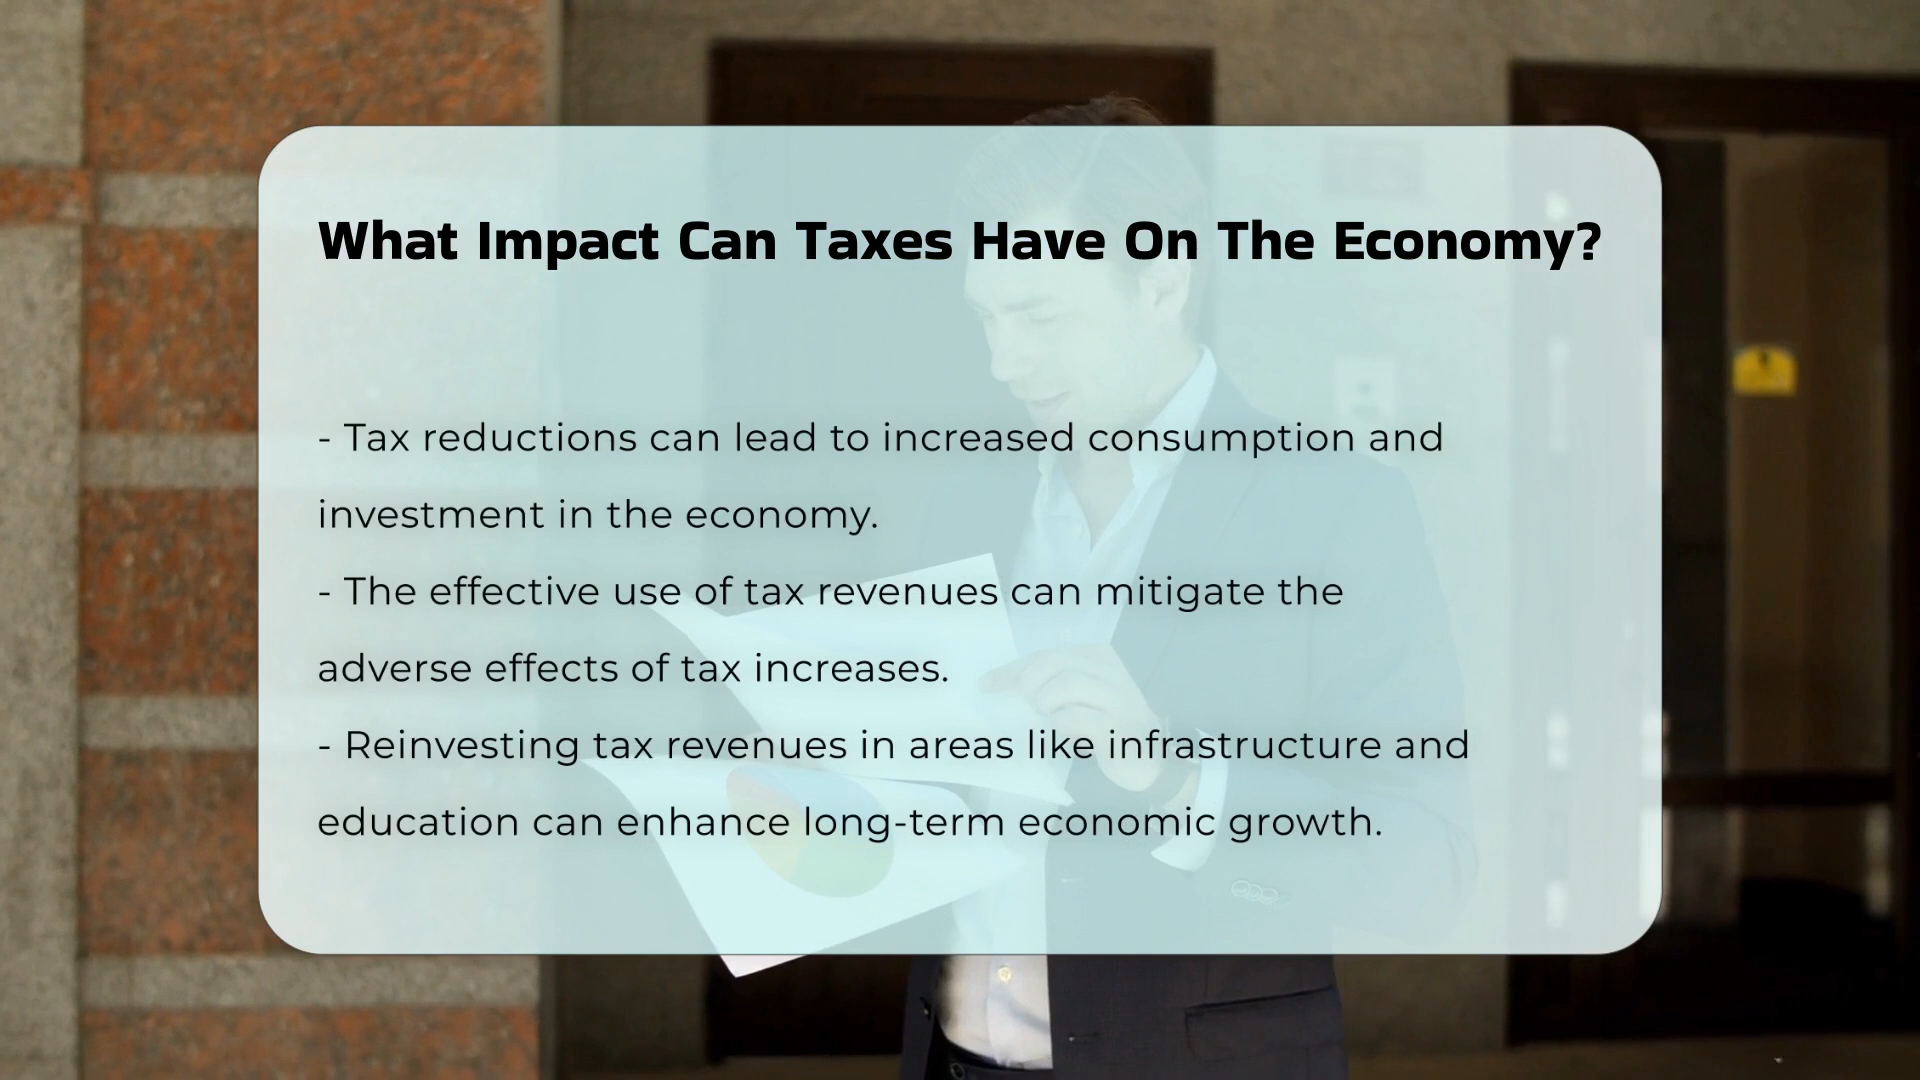 What Impact Can Taxes Have On The Economy?
- Tax reductions can lead to increased consumption and
investment in the economy.
- The effective use of tax revenues can mitigate the
adverse effects of tax increases.
- Reinvesting tax revenues in areas like infrastructure and
education can enhance long-term economic growth.